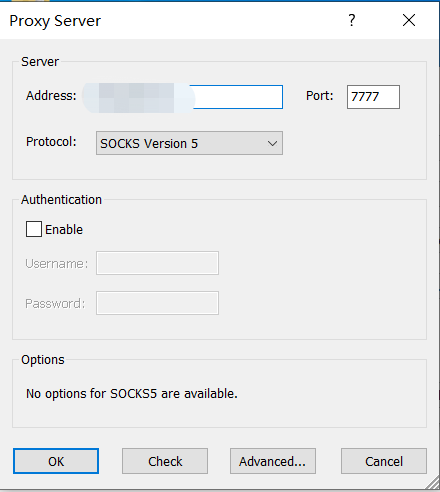 Proxy Server
Server
Address:
Port: 7777
Protocol: SOCKS Version 5
Authentication
Enable
Username:
Password:
Options
No options for SOCKS5 are available.
OK Check Advanced... Cancel